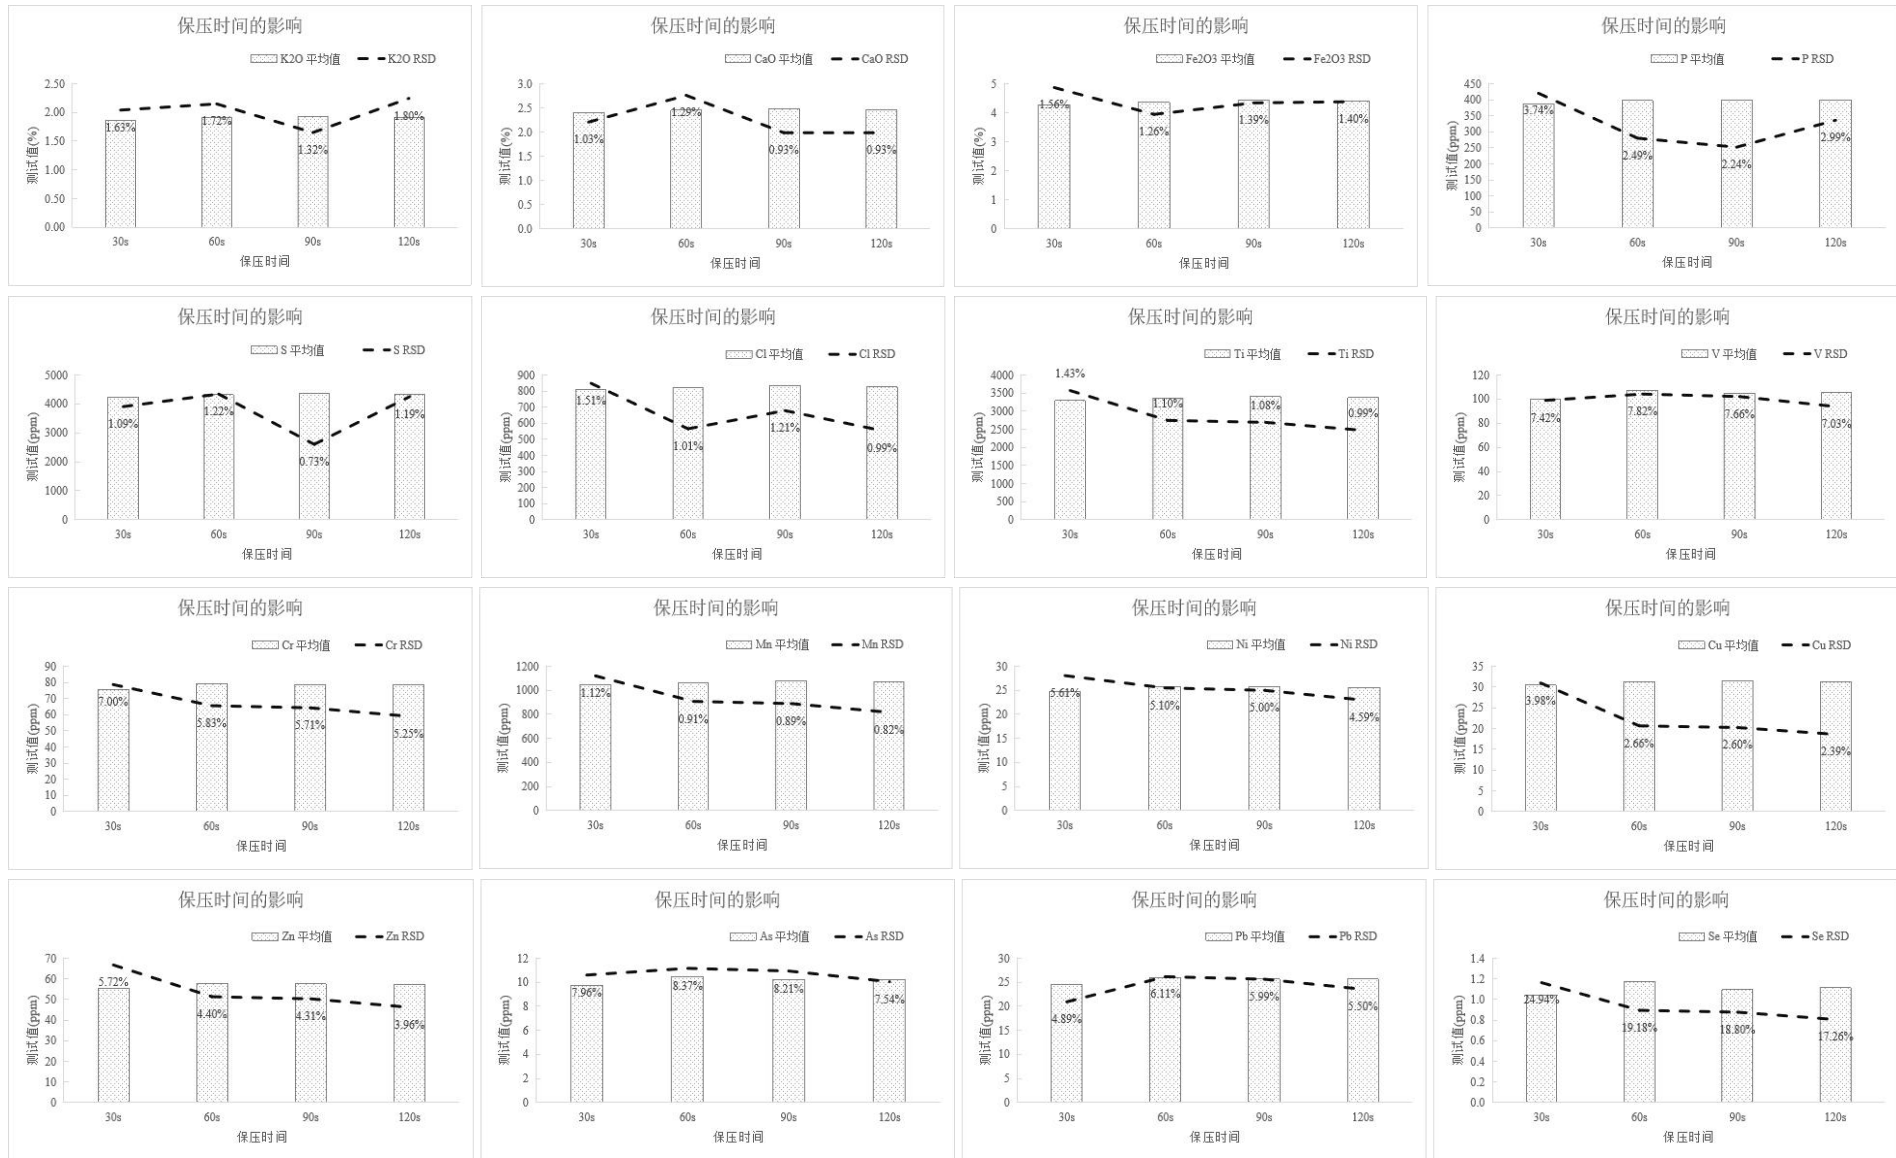 保压时间的影响
K2O 平均值 K2O RSD
2.50
2.00
1.50
1.00
0.50
0.00
测试值(%)
1.63% 1.72% 1.32% 1.80%
30s 60s 90s 120s
保压时间
保压时间的影响
CaO 平均值 CaO RSD
3.0
2.5
2.0
1.5
1.0
0.5
0.0
测试值(%)
1.03% 1.29% 0.93% 0.93%
30s 60s 90s 120s
保压时间
保压时间的影响
Fe2O3 平均值 Fe2O3 RSD
5
4
3
2
1
0
测试值(%)
1.56% 1.26% 1.39% 1.40%
30s 60s 90s 120s
保压时间
保压时间的影响
P 平均值 P RSD
450
400
350
300
250
200
150
100
50
0
测试值(ppm)
3.74% 2.49% 2.24% 2.99%
30s 60s 90s 120s
保压时间
保压时间的影响
S 平均值 S RSD
5000
4000
3000
2000
1000
0
测试值(ppm)
1.09% 1.22% 0.73% 1.19%
30s 60s 90s 120s
保压时间
保压时间的影响
Cl 平均值 Cl RSD
900
800
700
600
500
400
300
200
100
0
测试值(ppm)
1.51% 1.01% 1.21% 0.99%
30s 60s 90s 120s
保压时间
保压时间的影响
Ti 平均值 Ti RSD
4000
3500
3000
2500
2000
1500
1000
500
0
测试值(ppm)
1.43% 1.10% 1.08% 0.99%
30s 60s 90s 120s
保压时间
保压时间的影响
V 平均值 V RSD
120
100
80
60
40
20
0
测试值(ppm)
7.42% 7.82% 7.66% 7.03%
30s 60s 90s 120s
保压时间
保压时间的影响
Cr 平均值 Cr RSD
90
80
70
60
50
40
30
20
10
0
测试值(ppm)
7.00% 5.83% 5.71% 5.25%
30s 60s 90s 120s
保压时间
保压时间的影响
Mn 平均值 Mn RSD
1200
1000
800
600
400
200
0
测试值(ppm)
1.12% 0.91% 0.89% 0.82%
30s 60s 90s 120s
保压时间
保压时间的影响
Ni 平均值 Ni RSD
30
25
20
15
10
5
0
测试值(ppm)
5.61% 5.10% 5.00% 4.59%
30s 60s 90s 120s
保压时间
保压时间的影响
Cu 平均值 Cu RSD
35
30
25
20
15
10
5
0
测试值(ppm)
3.98% 2.66% 2.60% 2.39%
30s 60s 90s 120s
保压时间
保压时间的影响
Zn 平均值 Zn RSD
70
60
50
40
30
20
10
0
测试值(ppm)
5.72% 4.40% 4.31% 3.96%
30s 60s 90s 120s
保压时间
保压时间的影响
As 平均值 As RSD
12
10
8
6
4
2
0
测试值(ppm)
7.96% 8.37% 8.21% 7.54%
30s 60s 90s 120s
保压时间
保压时间的影响
Pb 平均值 Pb RSD
30
25
20
15
10
5
0
测试值(ppm)
4.89% 6.11% 5.99% 5.50%
30s 60s 90s 120s
保压时间
保压时间的影响
Se 平均值 Se RSD
1.4
1.2
1.0
0.8
0.6
0.4
0.2
0.0
测试值(ppm)
24.94% 19.18% 18.80% 17.26%
30s 60s 90s 120s
保压时间